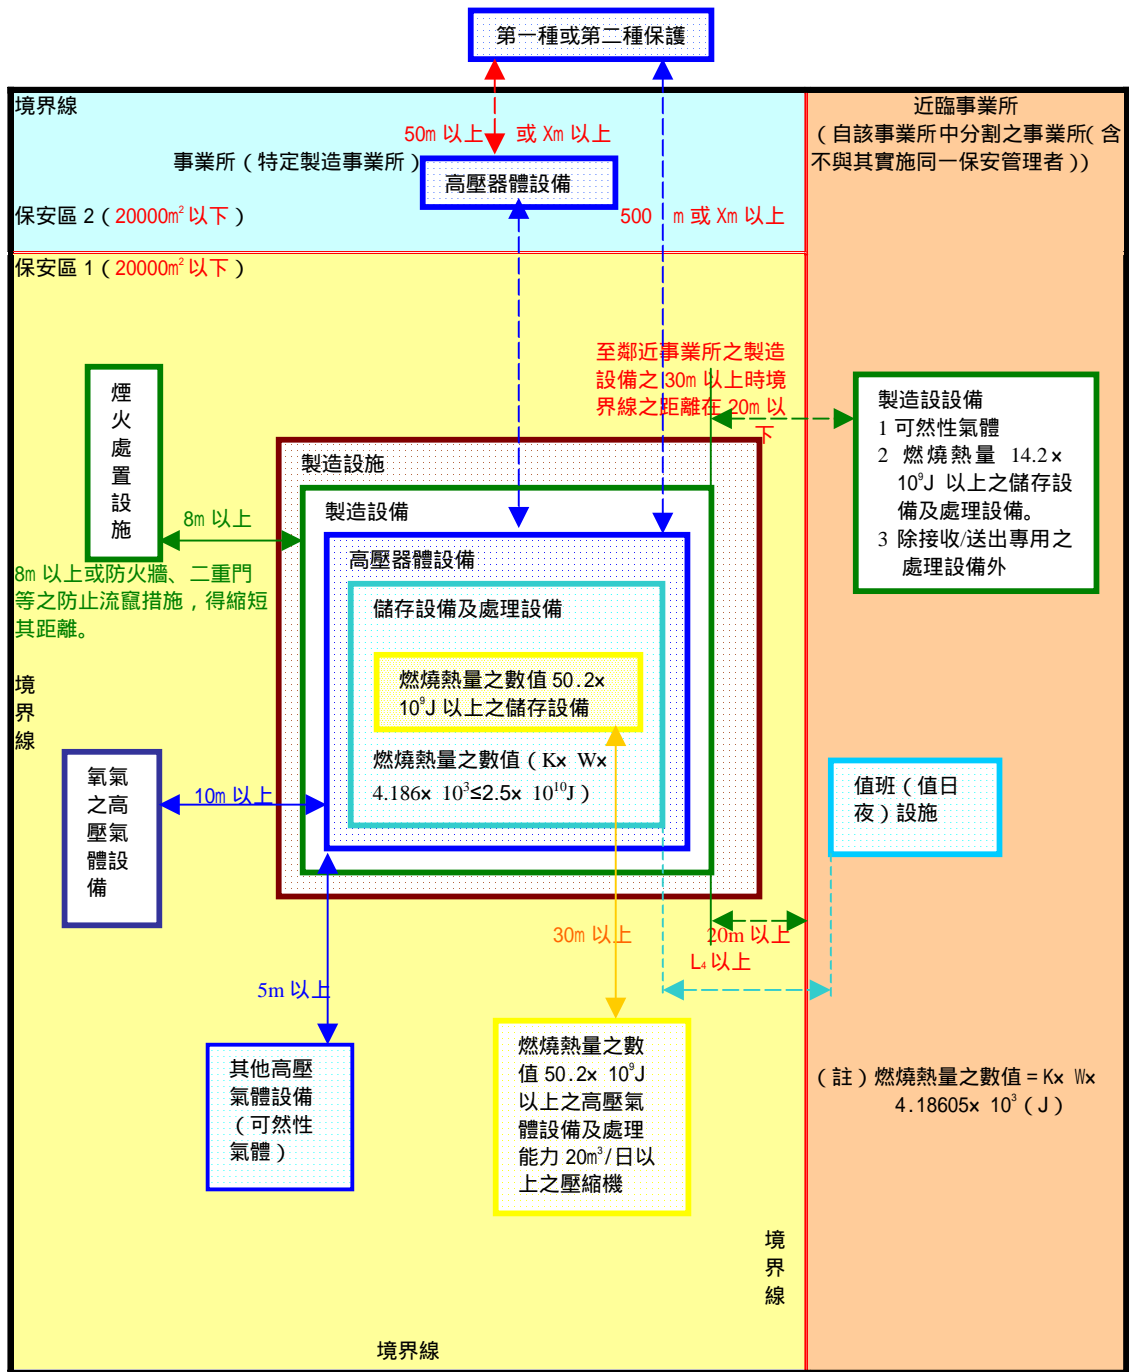 第一種或第二種保護
境界線
50m 以上 或 Xm 以上
事業所（特定製造事業所）
高壓器體設備
保安區 2（20000m² 以下）
500 m 或 Xm 以上
近臨事業所
（自該事業所中分割之事業所（含
不與其實施同一保安管理者））
保安區 1（20000m² 以下）
至鄰近事業所之製造
設備之 30m 以上時境
界線之距離在 20m 以
下
煙
火
處
置
設
施
8m 以上
8m 以上或防火牆、二重門
等之防止流竄措施，得縮短
其距離。
製造設施
製造設備
高壓器體設備
儲存設備及處理設備
燃燒熱量之數值 50.2×
10⁹J 以上之儲存設備
燃燒熱量之數值（K× W×
4.186× 10³≤2.5× 10¹⁰J）
製造設設備
1 可然性氣體
2 燃燒熱量 14.2×
10⁹J 以上之儲存設
備及處理設備。
3 除接收/送出專用之
處理設備外
境
界
線
氧氣
之高
壓氣
體設
備
10m 以上
值班（值日
夜）設施
30m 以上
20m 以上
L₄ 以上
5m 以上
其他高壓
氣體設備
（可然性
氣體）
燃燒熱量之數
值 50.2× 10⁹J
以上之高壓氣
體設備及處理
能力 20m³/日以
上之壓縮機
（註）燃燒熱量之數值 = K× W×
4.18605× 10³（J）
境
界
線
境界線